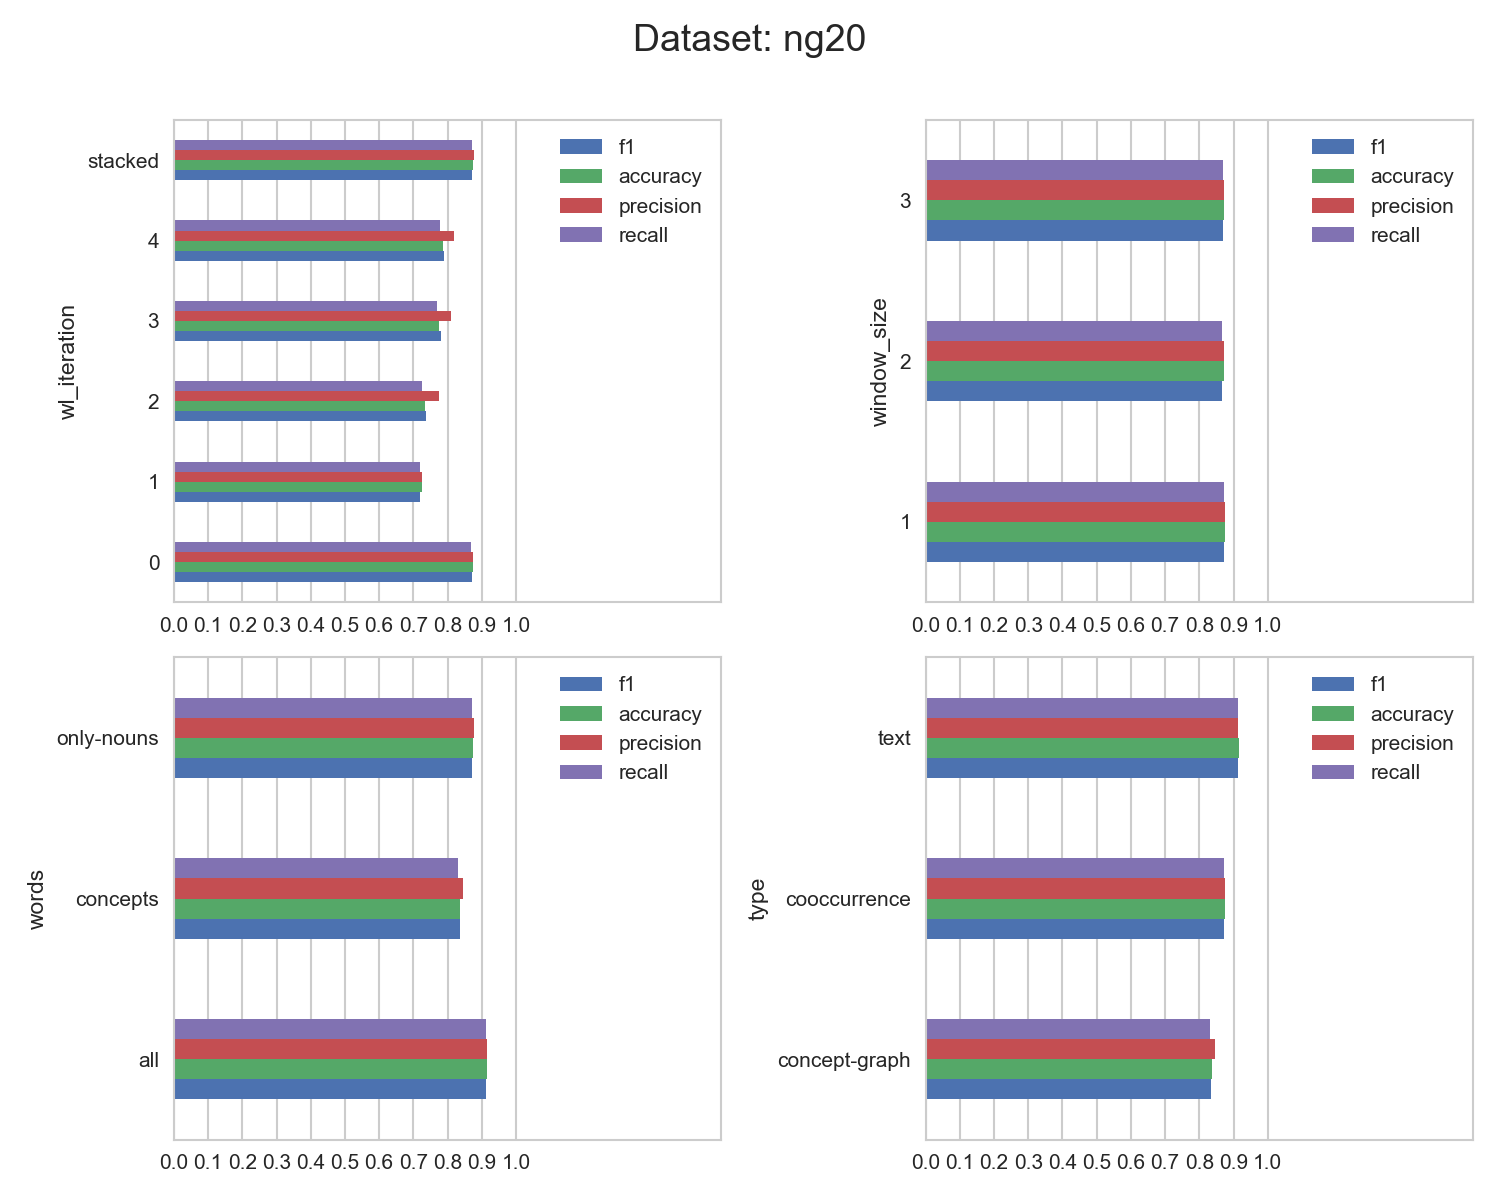 Dataset: ng20
wl_iteration
stacked
4
3
2
1
0
0.0 0.1 0.2 0.3 0.4 0.5 0.6 0.7 0.8 0.9 1.0
f1
accuracy
precision
recall
window_size
3
2
1
0.0 0.1 0.2 0.3 0.4 0.5 0.6 0.7 0.8 0.9 1.0
f1
accuracy
precision
recall
words
only-nouns
concepts
all
0.0 0.1 0.2 0.3 0.4 0.5 0.6 0.7 0.8 0.9 1.0
f1
accuracy
precision
recall
type
text
cooccurrence
concept-graph
0.0 0.1 0.2 0.3 0.4 0.5 0.6 0.7 0.8 0.9 1.0
f1
accuracy
precision
recall